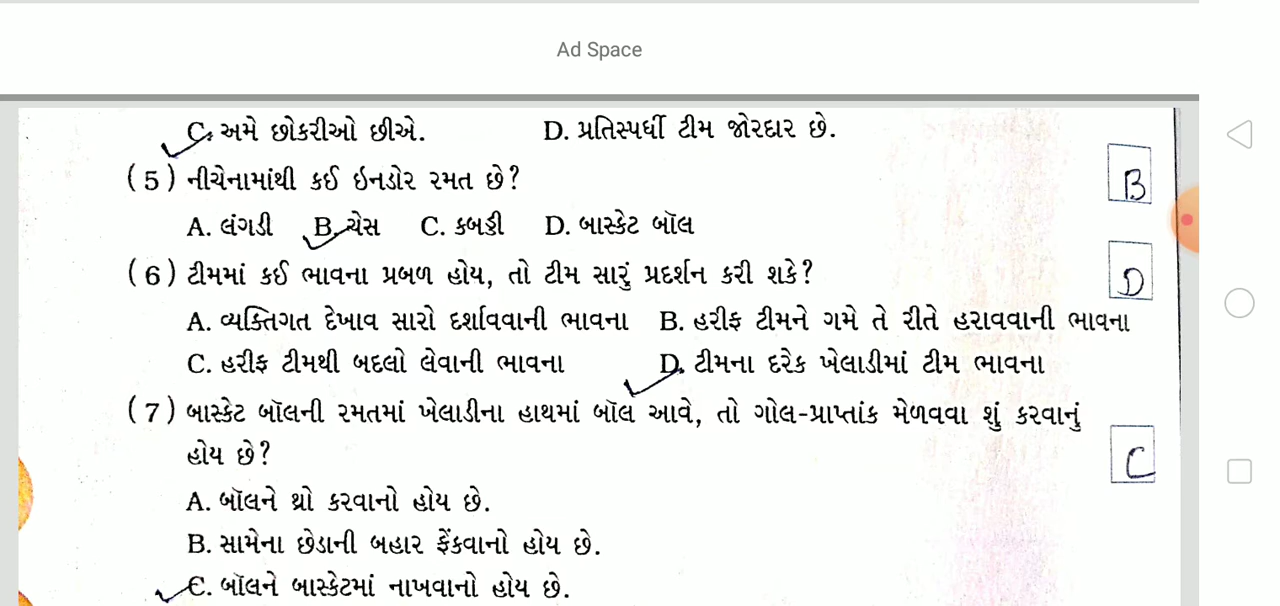 Ad Space
C. અમે છોકરીઓ છીએ. D. પ્રતિસ્પર્ધી ટીમ જોરદાર છે.
(5) નીચેનામાંથી કઈ ઇનડોર રમત છે? B
A. લંગડી B. ચેસ C. કબડ્ડી D. બાસ્કેટ બૉલ
(6) ટીમમાં કઈ ભાવના પ્રબળ હોય, તો ટીમ સારું પ્રદર્શન કરી શકે? D
A. વ્યક્તિગત દેખાવ સારો દર્શાવવાની ભાવના B. હરીફ ટીમને ગમે તે રીતે હરાવવાની ભાવના
C. હરીફ ટીમથી બદલો લેવાની ભાવના D. ટીમના દરેક ખેલાડીમાં ટીમ ભાવના
(7) બાસ્કેટ બૉલની રમતમાં ખેલાડીના હાથમાં બૉલ આવે, તો ગોલ-પ્રાપ્તાંક મેળવવા શું કરવાનું
હોય છે? C
A. બૉલને થ્રો કરવાનો હોય છે.
B. સામેના છેડાની બહાર ફેંકવાનો હોય છે.
C. બૉલને બાસ્કેટમાં નાખવાનો હોય છે.